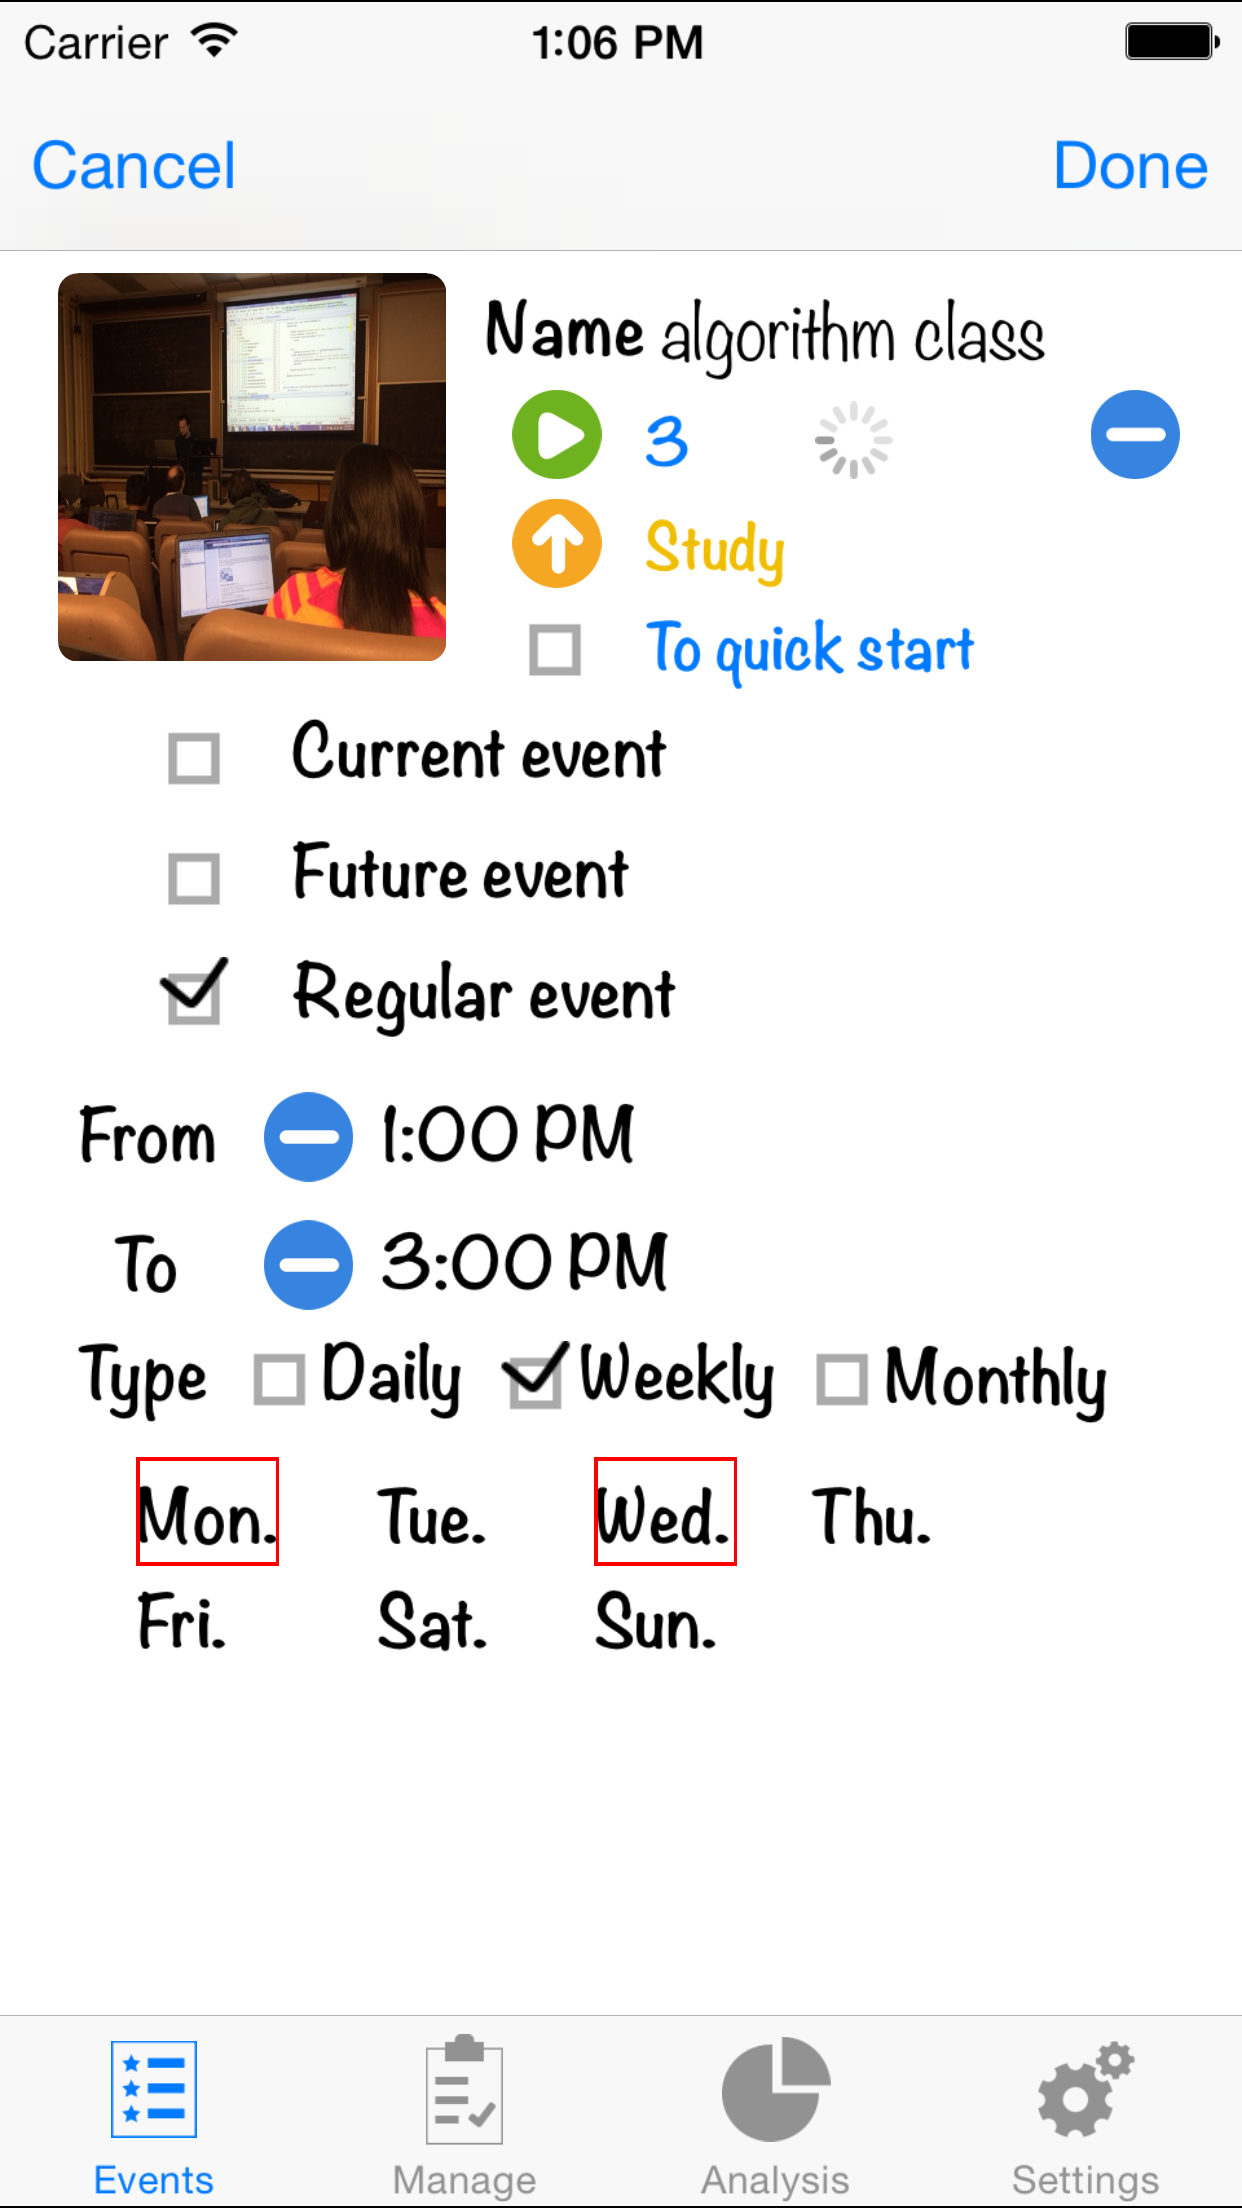 Carrier 1:06 PM
Cancel Done
Name algorithm class
3
Study
To quick start
Current event
Future event
Regular event
From 1:00 PM
To 3:00 PM
Type Daily Weekly Monthly
Mon. Tue. Wed. Thu.
Fri. Sat. Sun.
Events Manage Analysis Settings